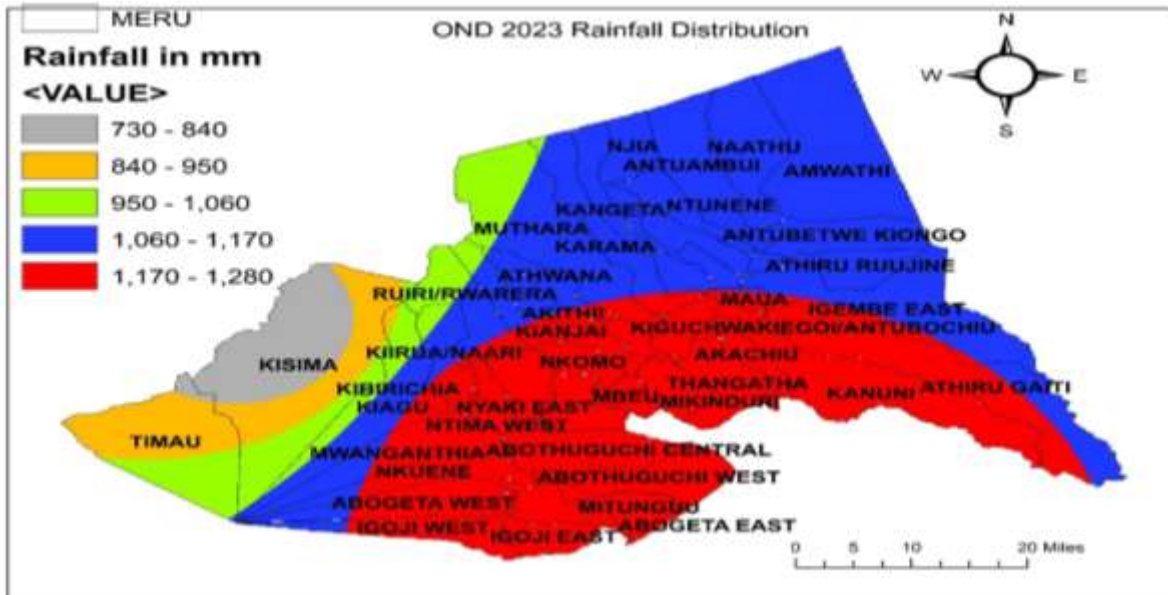 MERU
OND 2023 Rainfall Distribution
Rainfall in mm
<VALUE>
730 - 840
840 - 950
950 - 1,060
1,060 - 1,170
1,170 - 1,280
N
W E
S
NJIA NAATHU
ANTUAMBUI AMWATHI
KANGETA NTUNENE
MUTHARA
KARAMA ANTUBETWE KIONGO
ATHWANA ATHIRU RUUJINE
RUIRI/RWARERA MAUA
AKITHII IGEMBE EAST
KIANJAI KIGUCHWAKIEGOI/ANTUBOCHIU
KISIMA KIIRUA/NAARI NKOMO AKACHIU
KIBIRICHIA MBEU THANGATHA KANUNI ATHIRU GAITI
KIAGU NYAKI EAST MIKINDURI
TIMAU NTIMA WEST
MWANGANTHIA ABOTHUGUCHI CENTRAL
NKUENE ABOTHUGUCHI WEST
ABOGETA WEST MITUNGUU
IGOJI WEST IGOJI EAST ABOGETA EAST
0 5 10 20 Miles